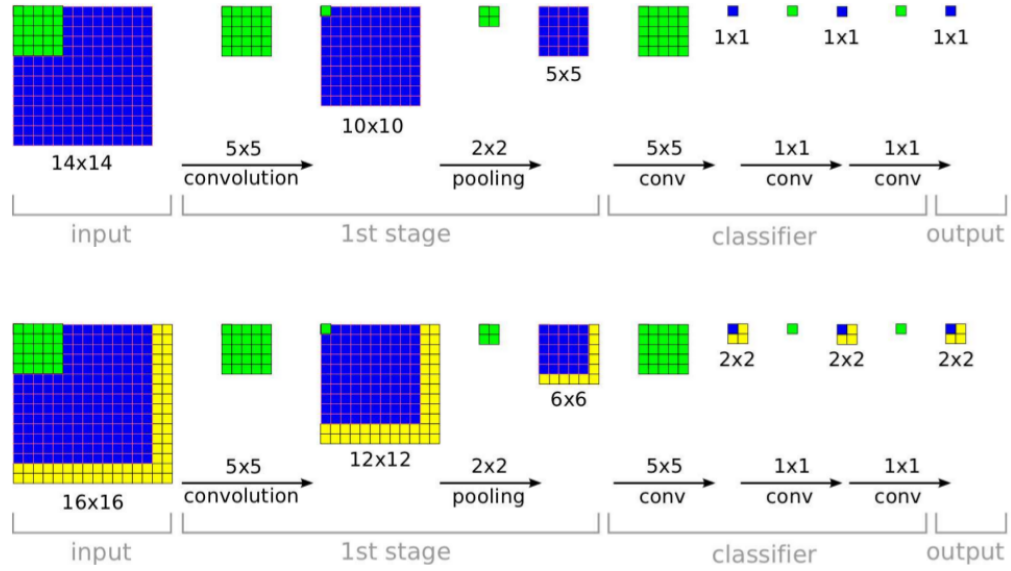 1x1 1x1 1x1
5x5
10x10
14x14
5x5 2x2 5x5 1x1 1x1
convolution pooling conv conv conv
input 1st stage classifier output
2x2 2x2 2x2
6x6
12x12
16x16
5x5 2x2 5x5 1x1 1x1
convolution pooling conv conv conv
input 1st stage classifier output